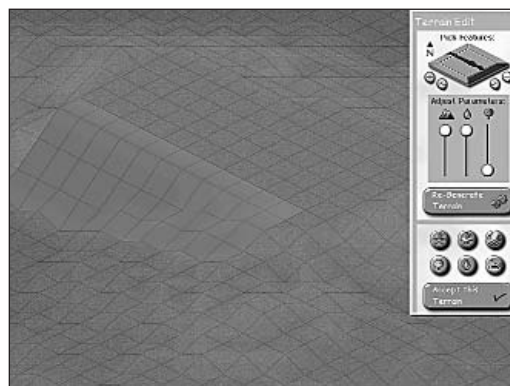 Terrain Edit
Pick Features:
N
Adjust Parameters:
Re-Generate
Terrain
Accept this
Terrain